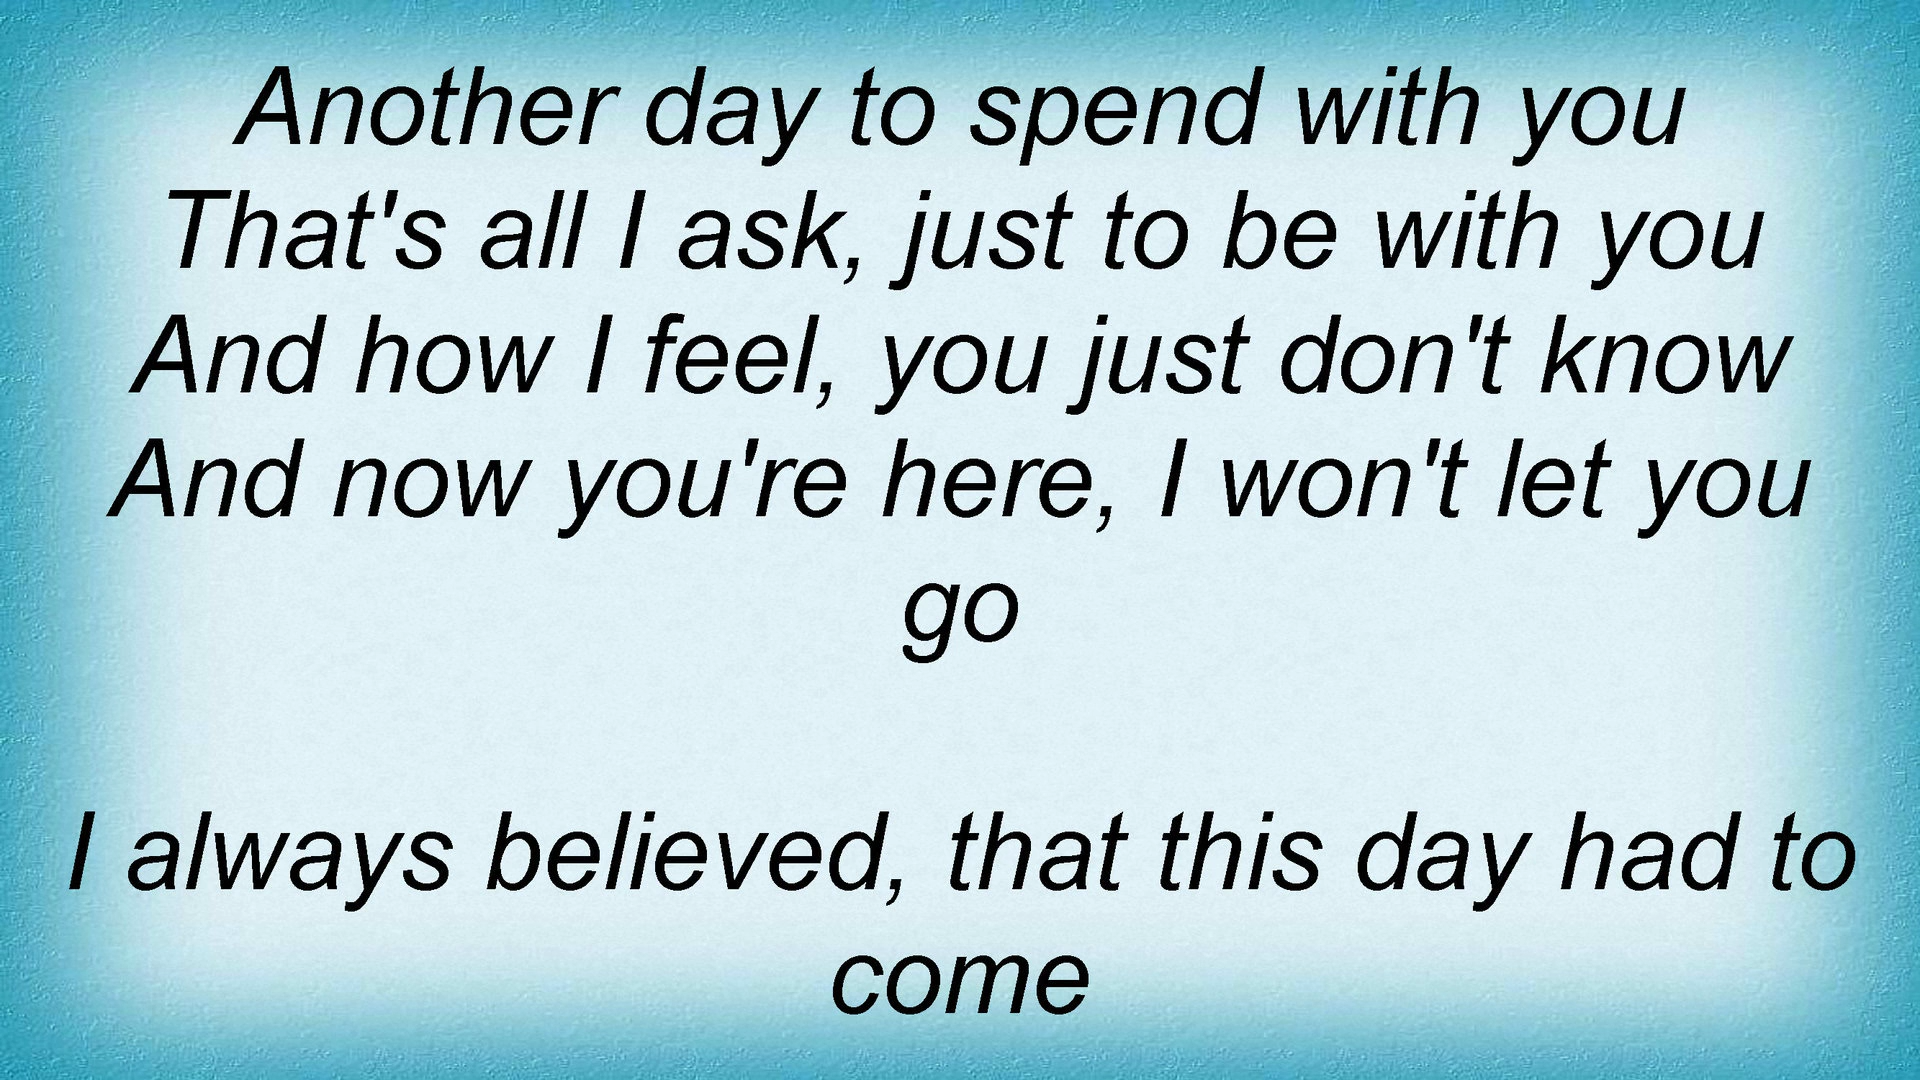 Another day to spend with you
That's all I ask, just to be with you
And how I feel, you just don't know
And now you're here, I won't let you
go
I always believed, that this day had to
come